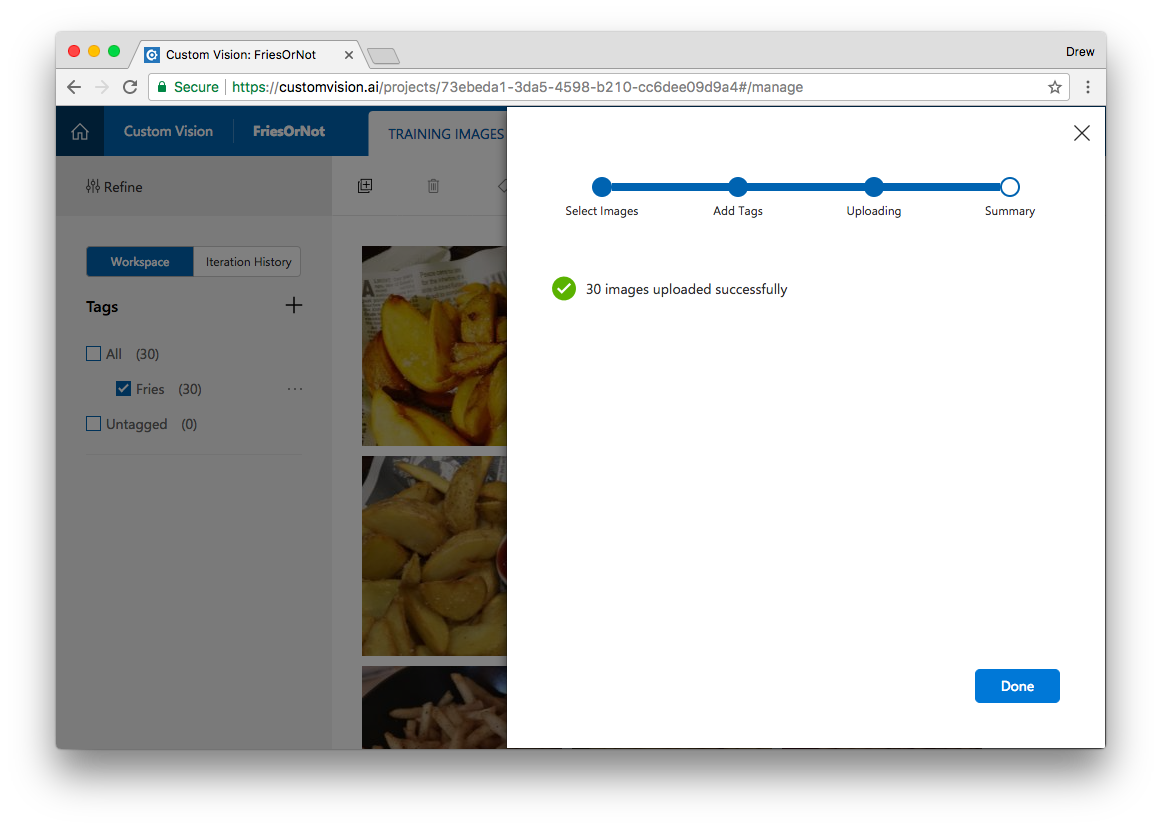 Custom Vision: FriesOrNot
Drew
Secure https://customvision.ai/projects/73ebeda1-3da5-4598-b210-cc6dee09d9a4#/manage
Custom Vision FriesOrNot TRAINING IMAGES
Refine
Workspace Iteration History
Tags
All (30)
Fries (30)
Untagged (0)
Select Images Add Tags Uploading Summary
30 images uploaded successfully
Done